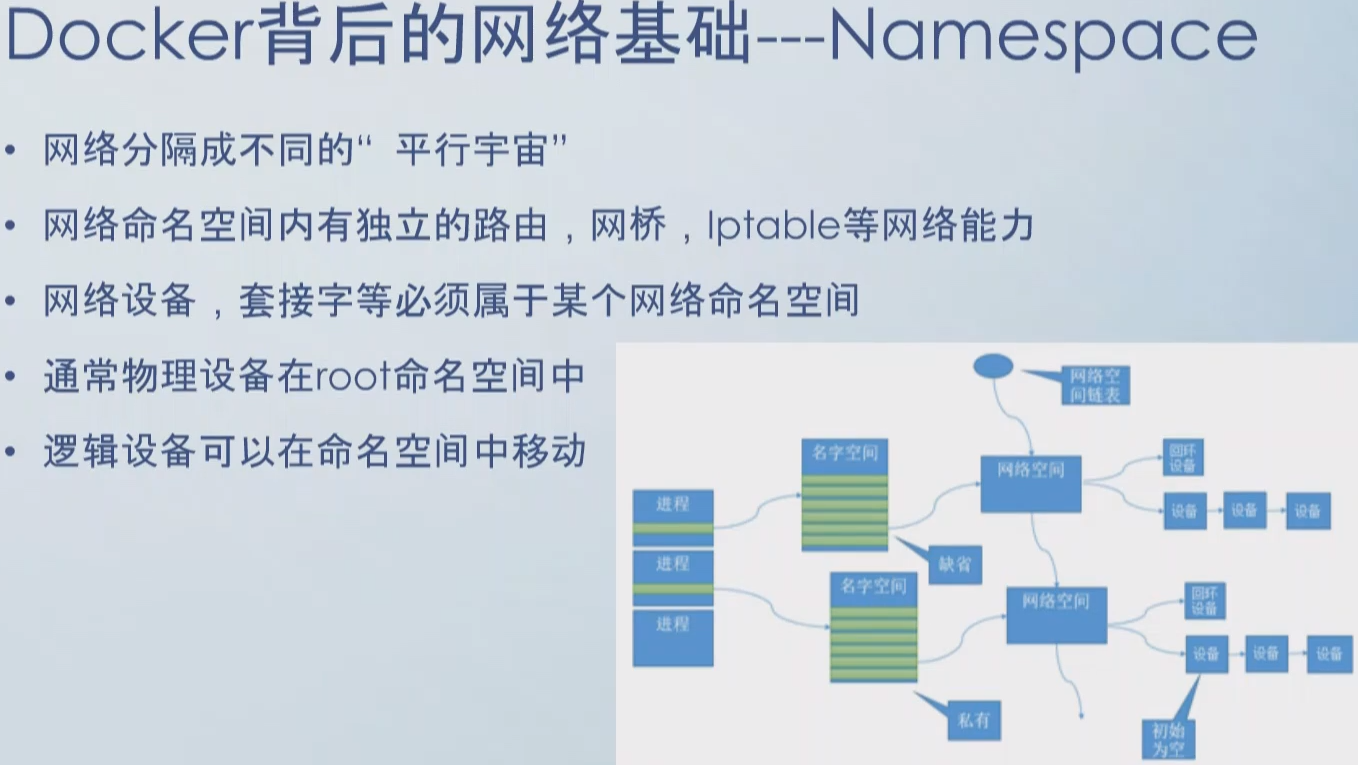 Docker背后的网络基础---Namespace
• 网络分隔成不同的“ 平行宇宙”
• 网络命名空间内有独立的路由，网桥，Iptable等网络能力
• 网络设备，套接字等必须属于某个网络命名空间
• 通常物理设备在root命名空间中
• 逻辑设备可以在命名空间中移动
网络空
间链表
名字空间
网络空间
回环
设备
进程
设备
设备
设备
进程
缺省
名字空间
网络空间
回环
设备
进程
设备
设备
设备
私有
初始
为空